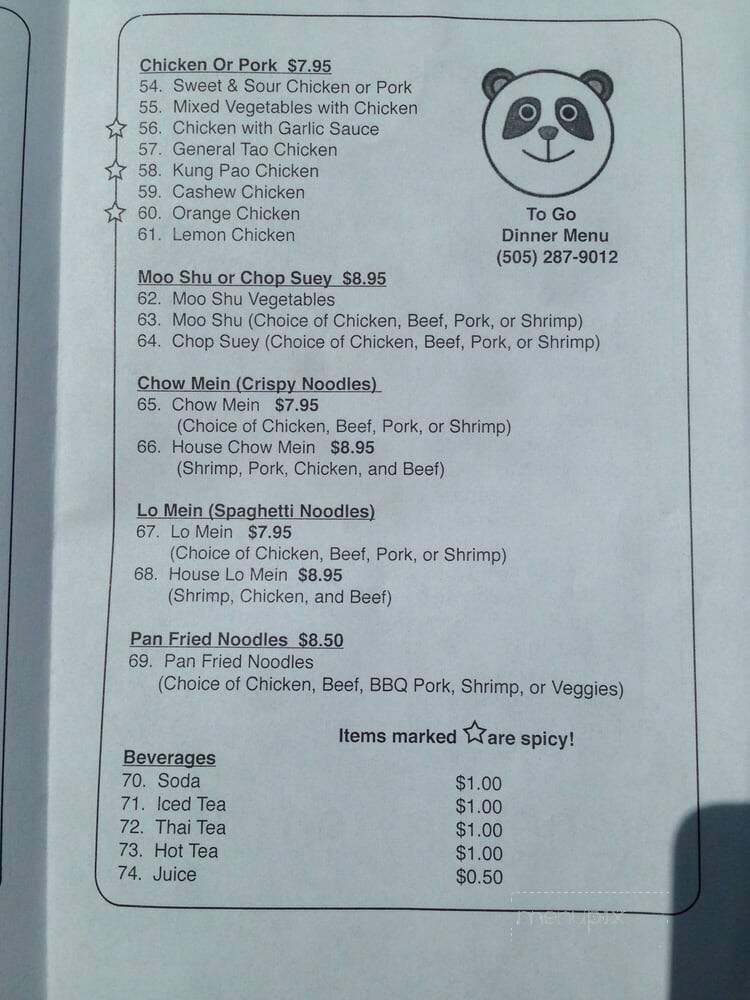 Chicken Or Pork $7.95
54. Sweet & Sour Chicken or Pork
55. Mixed Vegetables with Chicken
☆ 56. Chicken with Garlic Sauce
57. General Tao Chicken
☆ 58. Kung Pao Chicken
59. Cashew Chicken
☆ 60. Orange Chicken
61. Lemon Chicken
To Go
Dinner Menu
(505) 287-9012
Moo Shu or Chop Suey $8.95
62. Moo Shu Vegetables
63. Moo Shu (Choice of Chicken, Beef, Pork, or Shrimp)
64. Chop Suey (Choice of Chicken, Beef, Pork, or Shrimp)
Chow Mein (Crispy Noodles)
65. Chow Mein $7.95
(Choice of Chicken, Beef, Pork, or Shrimp)
66. House Chow Mein $8.95
(Shrimp, Pork, Chicken, and Beef)
Lo Mein (Spaghetti Noodles)
67. Lo Mein $7.95
(Choice of Chicken, Beef, Pork, or Shrimp)
68. House Lo Mein $8.95
(Shrimp, Chicken, and Beef)
Pan Fried Noodles $8.50
69. Pan Fried Noodles
(Choice of Chicken, Beef, BBQ Pork, Shrimp, or Veggies)
Items marked ☆ are spicy!
Beverages
70. Soda $1.00
71. Iced Tea $1.00
72. Thai Tea $1.00
73. Hot Tea $1.00
74. Juice $0.50
menupix